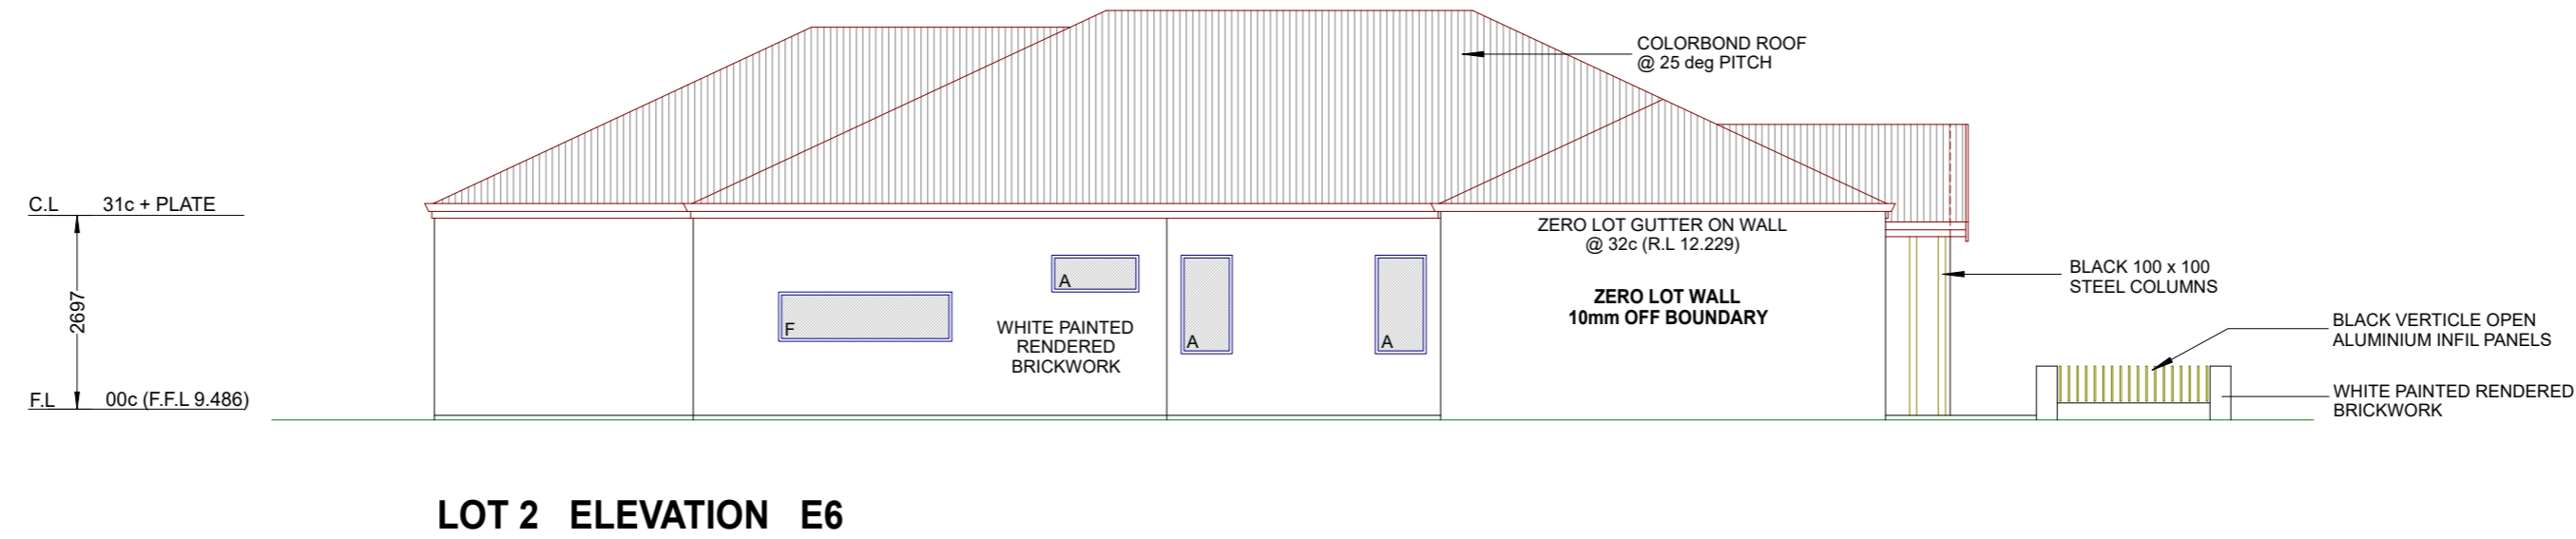 COLORBOND ROOF
@ 25 deg PITCH
C.L 31c + PLATE
2697
F.L 00c (F.F.L 9.486)
F
A
WHITE PAINTED
RENDERED
BRICKWORK
A
A
ZERO LOT GUTTER ON WALL
@ 32c (R.L 12.229)
ZERO LOT WALL
10mm OFF BOUNDARY
BLACK 100 x 100
STEEL COLUMNS
BLACK VERTICLE OPEN
ALUMINIUM INFIL PANELS
WHITE PAINTED RENDERED
BRICKWORK
LOT 2 ELEVATION E6